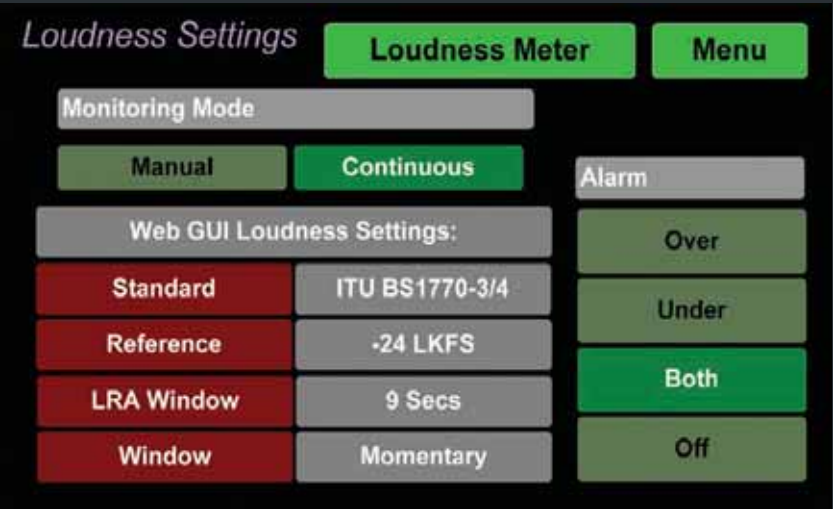 Loudness Settings
Loudness Meter
Menu
Monitoring Mode
Manual
Continuous
Web GUI Loudness Settings:
Standard
ITU BS1770-3/4
Reference
-24 LKFS
LRA Window
9 Secs
Window
Momentary
Alarm
Over
Under
Both
Off